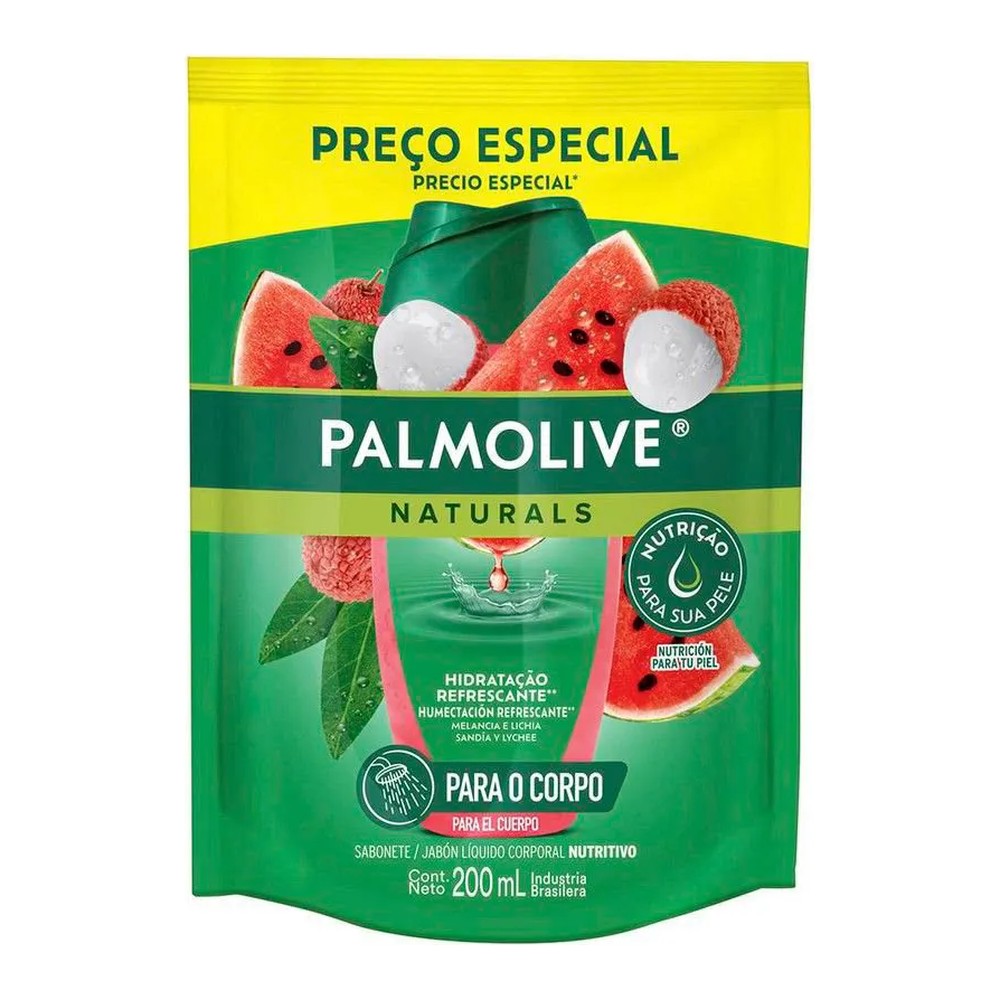 PREÇO ESPECIAL
PRECIO ESPECIAL*
PALMOLIVE®
NATURALS
NUTRIÇÃO
PARA SUA PELE
NUTRICIÓN
PARA TU PIEL
HIDRATAÇÃO
REFRESCANTE**
HUMECTACIÓN REFRESCANTE**
MELANCIA E LICHIA
SANDÍA Y LYCHEE
PARA O CORPO
PARA EL CUERPO
SABONETE / JABÓN LÍQUIDO CORPORAL NUTRITIVO
Cont. Neto 200 mL Industria Brasilera